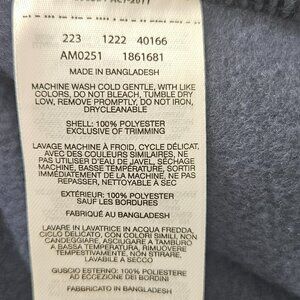 223 1222 40166
AM0251 1861681
MADE IN BANGLADESH
MACHINE WASH COLD GENTLE, WITH LIKE
COLORS, DO NOT BLEACH, TUMBLE DRY
LOW, REMOVE PROMPTLY, DO NOT IRON,
DRYCLEANABLE
SHELL: 100% POLYESTER
EXCLUSIVE OF TRIMMING
LAVAGE MACHINE À FROID, CYCLE DÉLICAT,
AVEC DES COULEURS SIMILAIRES, NE
PAS UTILISER D'EAU DE JAVEL, SÉCHAGE
MACHINE, BASSE TEMPÉRATURE, SORTIR
IMMÉDIATEMENT DE LA MACHINE, NE PAS
REPASSER, NETTOYABLE À SEC
EXTÉRIEUR: 100% POLYESTER
SAUF LES BORDURES
FABRIQUÉ AU BANGLADESH
LAVARE IN LAVATRICE IN ACQUA FREDDA,
CICLO DELICATO, CON COLORI SIMILI, NON
CANDEGGIARE, ASCIUGARE A TAMBURO
A BASSA TEMPERATURA, RIMUOVERE
TEMPESTIVAMENTE, NON STIRARE,
LAVABILE A SECCO
GUSCIO ESTERNO: 100% POLIESTERE
AD ECCEZIONE DEI BORDINI
FABBRICATO IN BANGLADESH